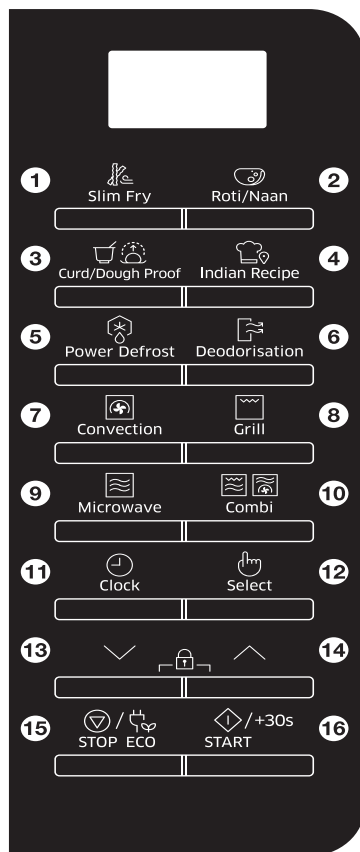 1 Slim Fry Roti/Naan 2
3 Curd/Dough Proof Indian Recipe 4
5 Power Defrost Deodorisation 6
7 Convection Grill 8
9 Microwave Combi 10
11 Clock Select 12
13 14
15 / /+30s 16
STOP ECO START